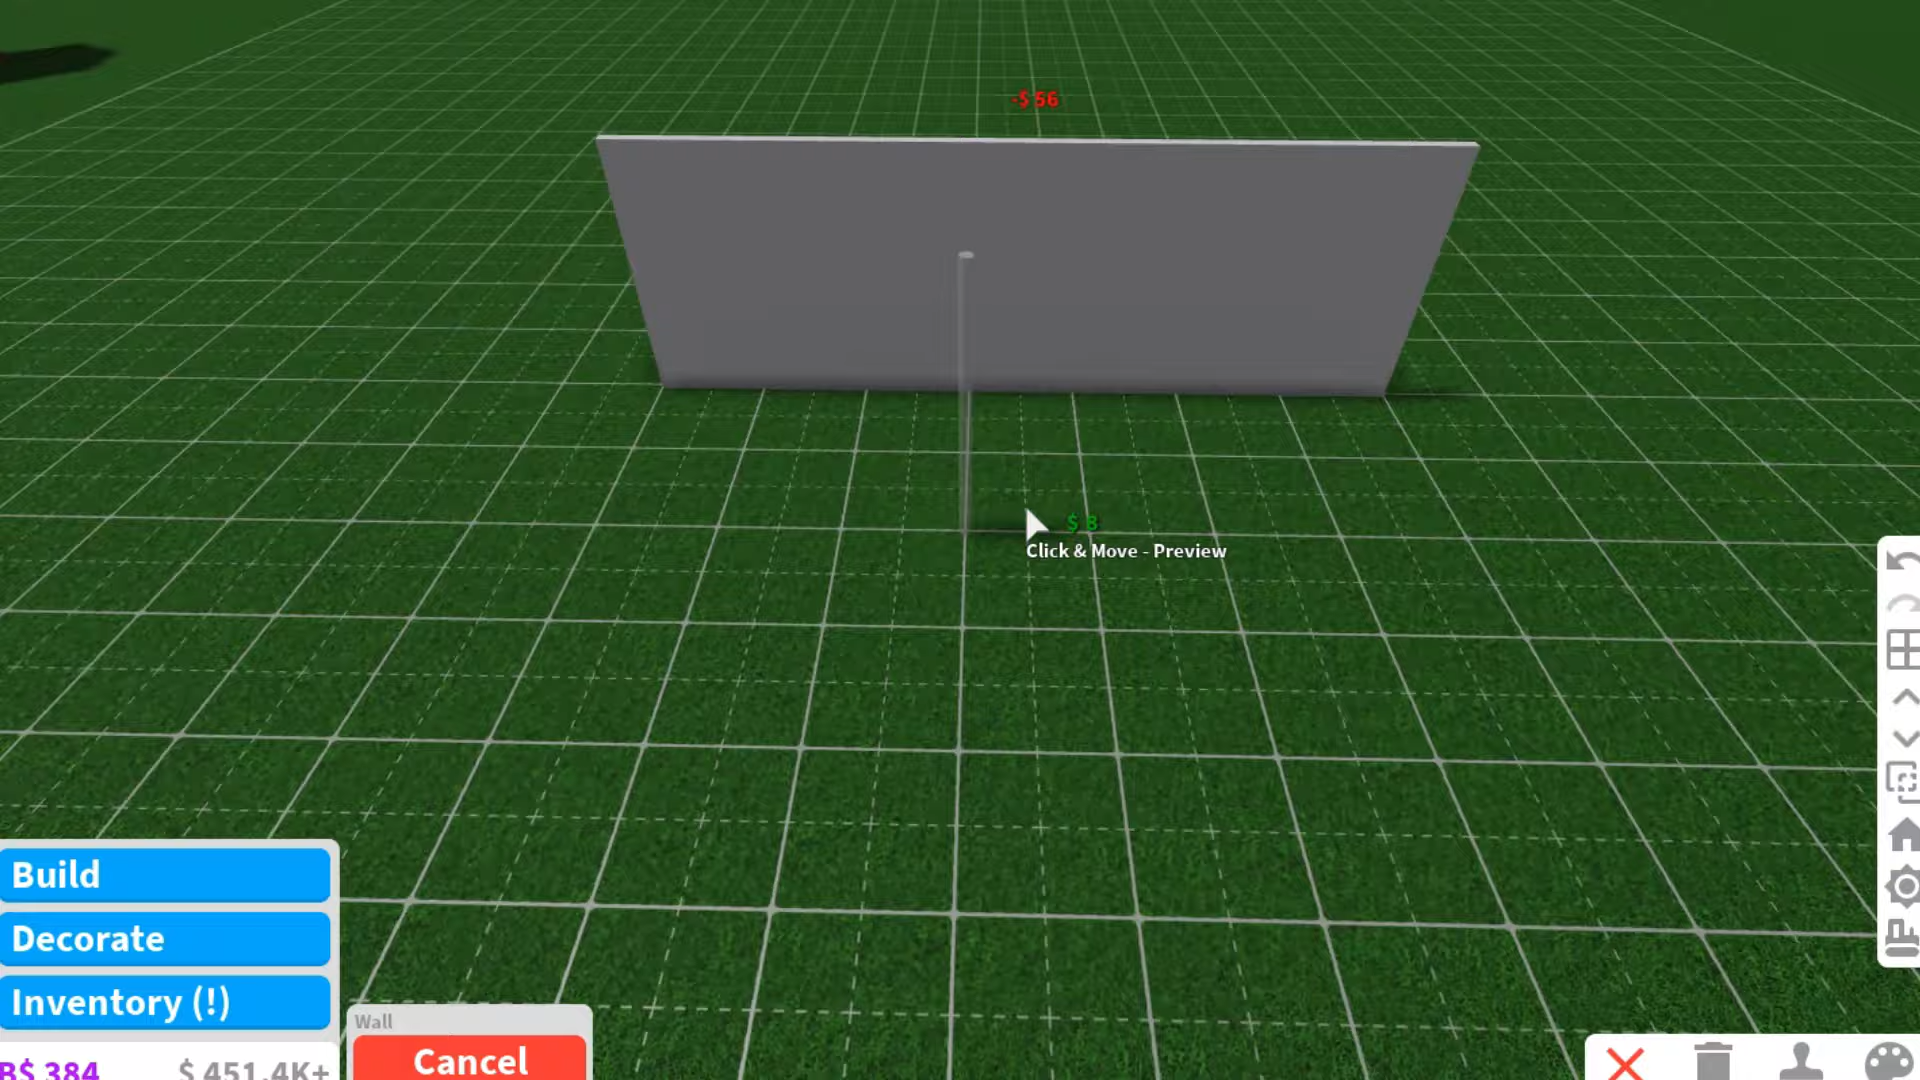 -$ 56
$ 8
Click & Move - Preview
Build
Decorate
Inventory (!)
Wall
Cancel
B$ 384
$ 451.4K+